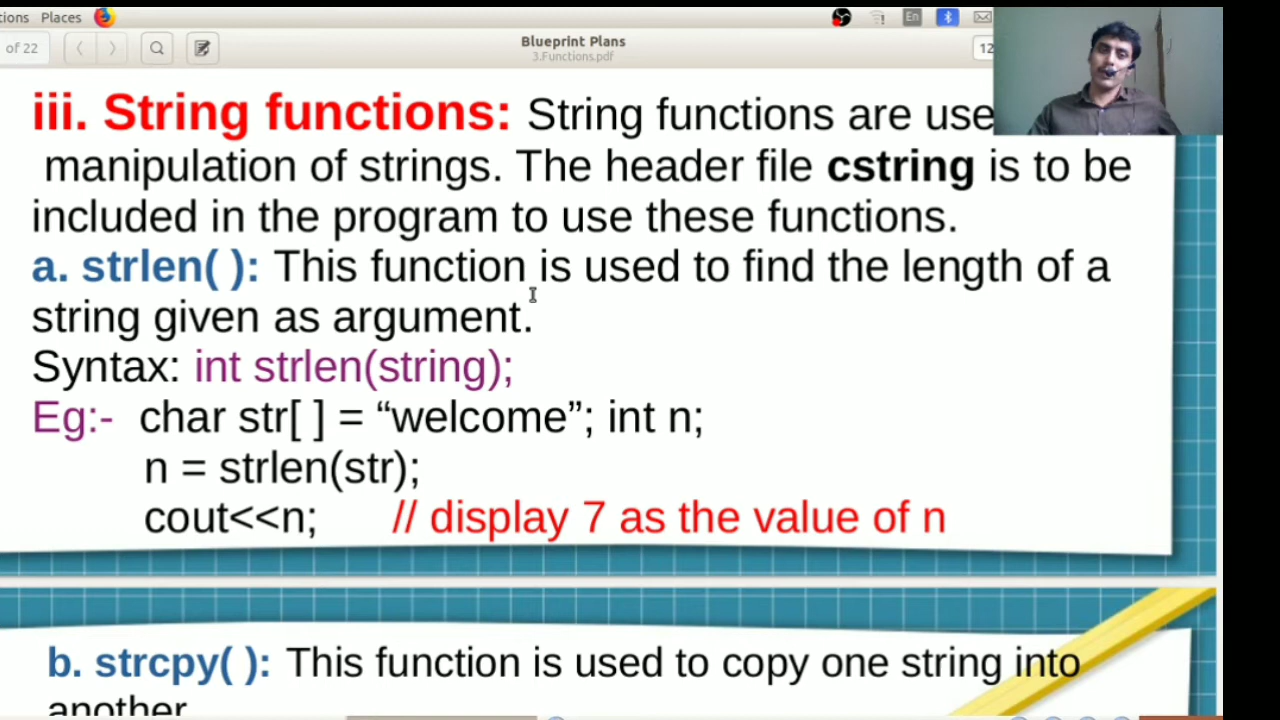 ions Places
En
of 22
Blueprint Plans
3.Functions.pdf
12
iii. String functions: String functions are use
manipulation of strings. The header file cstring is to be
included in the program to use these functions.
a. strlen( ): This function is used to find the length of a
string given as argument.
Syntax: int strlen(string);
Eg:- char str[ ] = “welcome”; int n;
n = strlen(str);
cout<<n; // display 7 as the value of n
b. strcpy( ): This function is used to copy one string into
another